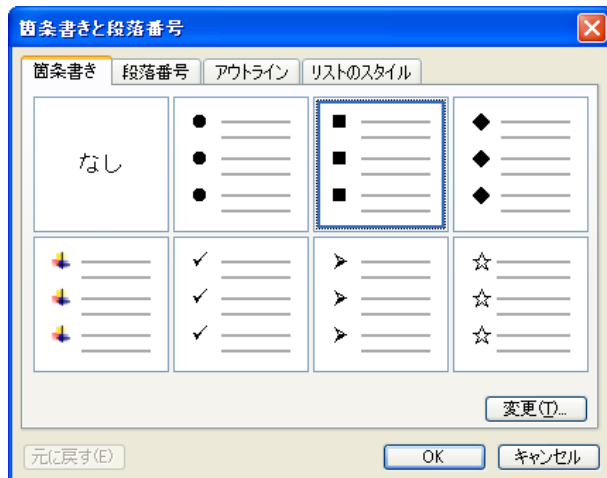 箇条書きと段落番号
箇条書き 段落番号 アウトライン リストのスタイル
なし
変更(T)...
元に戻す(E) OK キャンセル